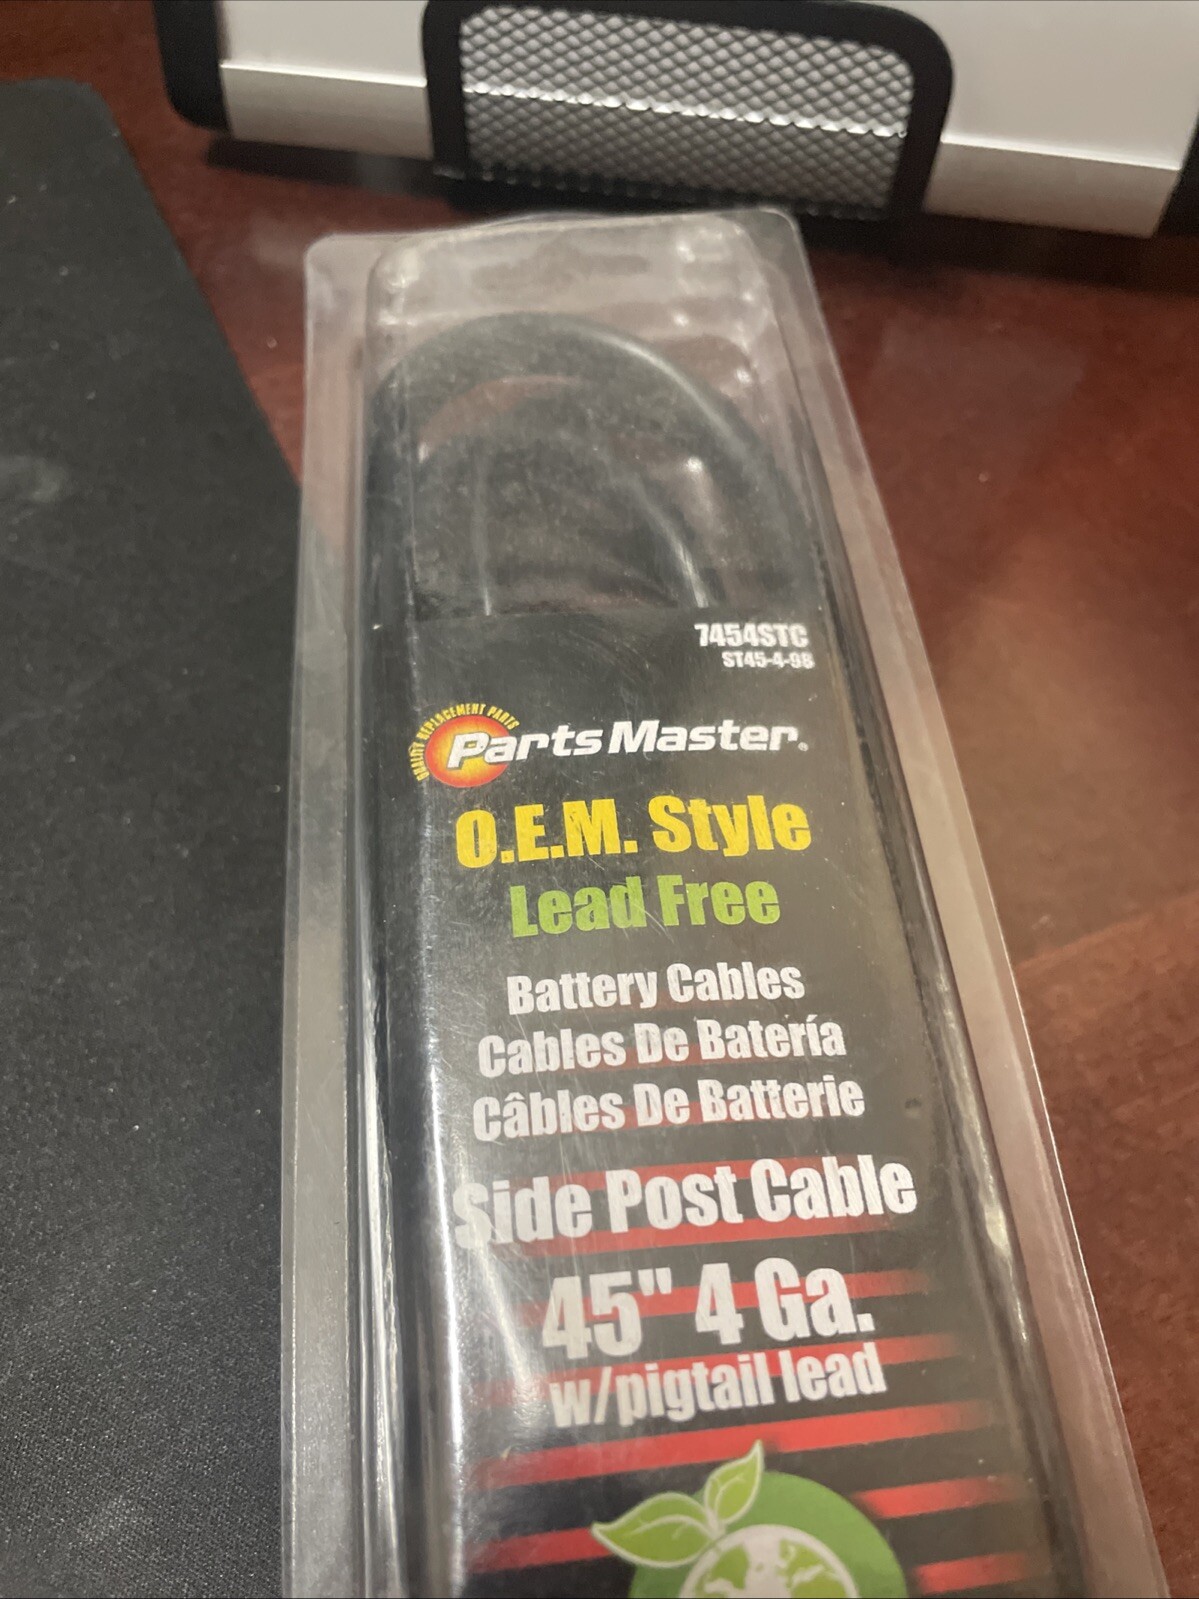 7454STC
ST45-4-98
QUALITY REPLACEMENT PARTS
PartsMaster®
O.E.M. Style
Lead Free
Battery Cables
Cables De Batería
Câbles De Batterie
Side Post Cable
45" 4 Ga.
w/pigtail lead